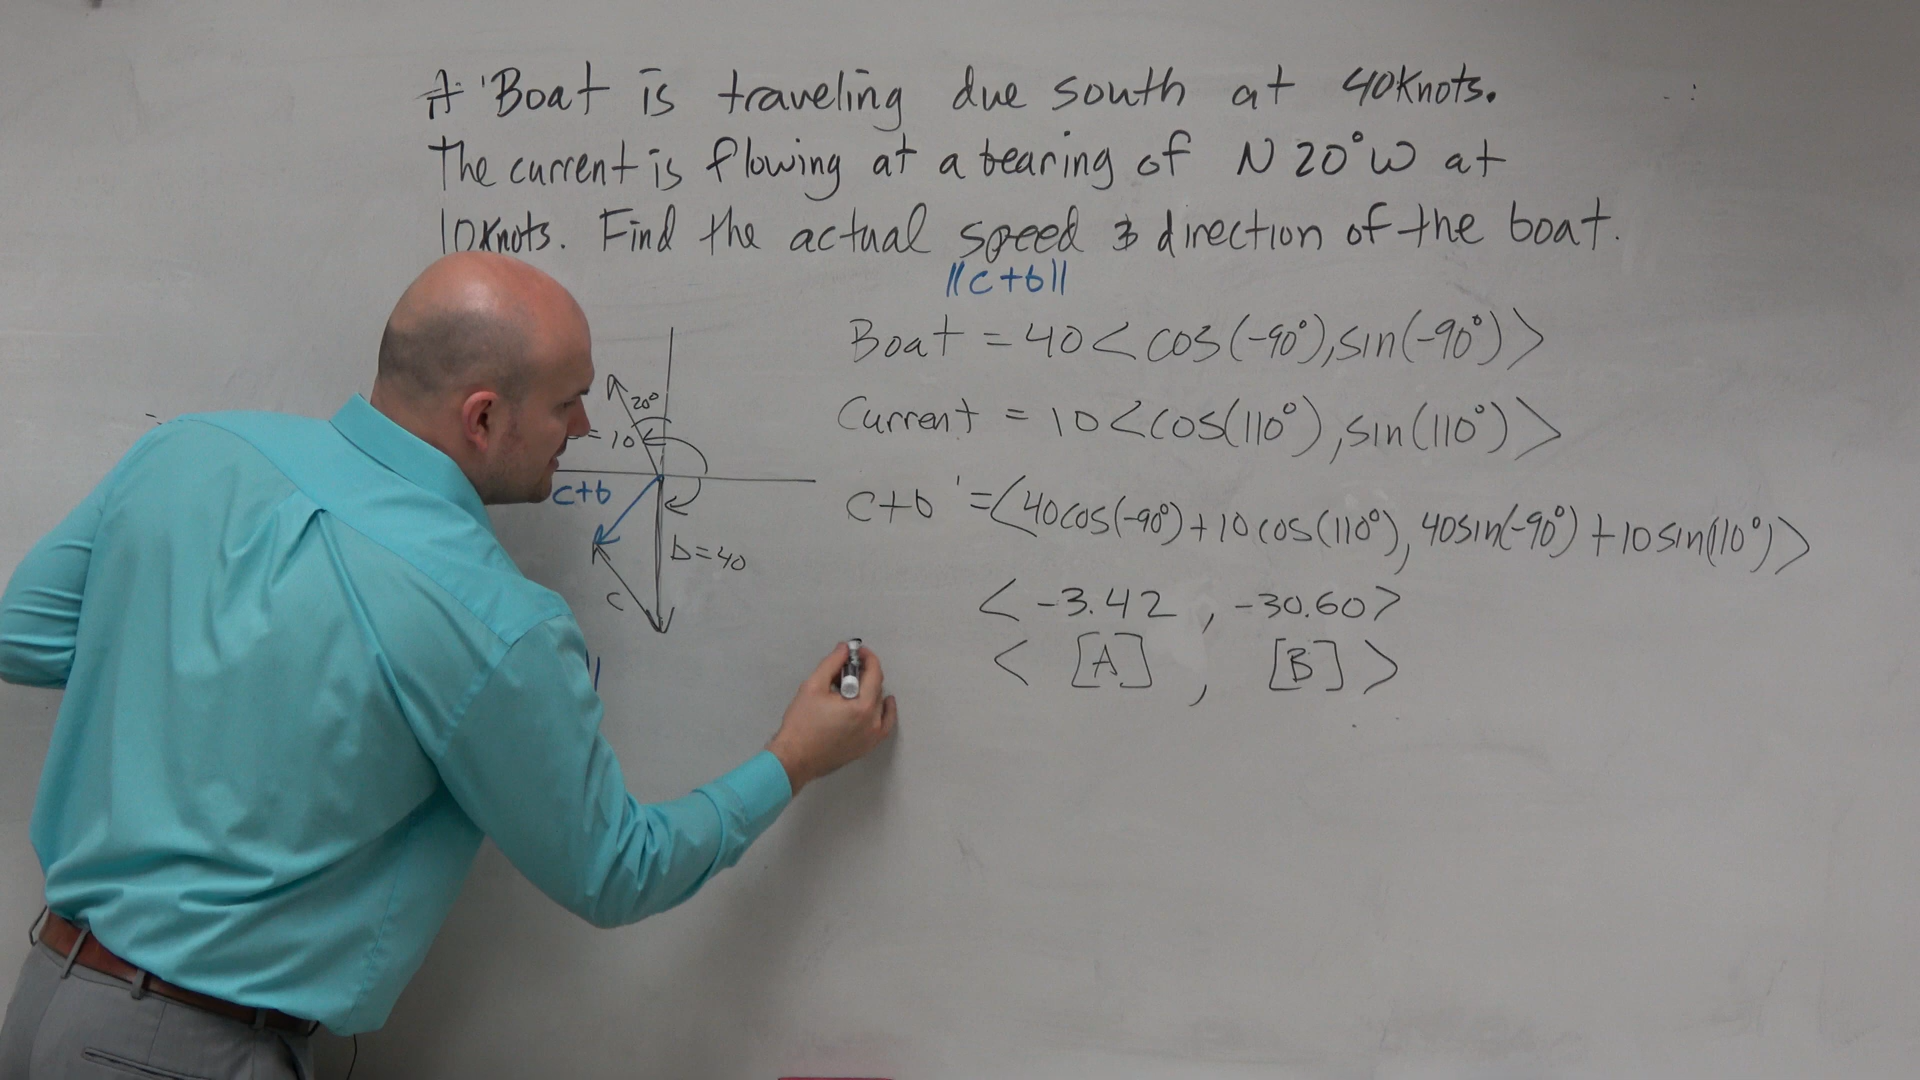 A Boat is traveling due south at 40Knots.
The current is flowing at a bearing of N 20° W at
10Knots. Find the actual speed & direction of the boat.
||c+b||
Boat = 40<cos(-90°),sin(-90°)>
20°
=10
Current = 10<cos(110°),sin(110°)>
c+b
c+b =<40cos(-90°)+10cos(110°), 40sin(-90°)+10sin(110°)>
b=40
c
<-3.42, -30.60>
< [A], [B]>